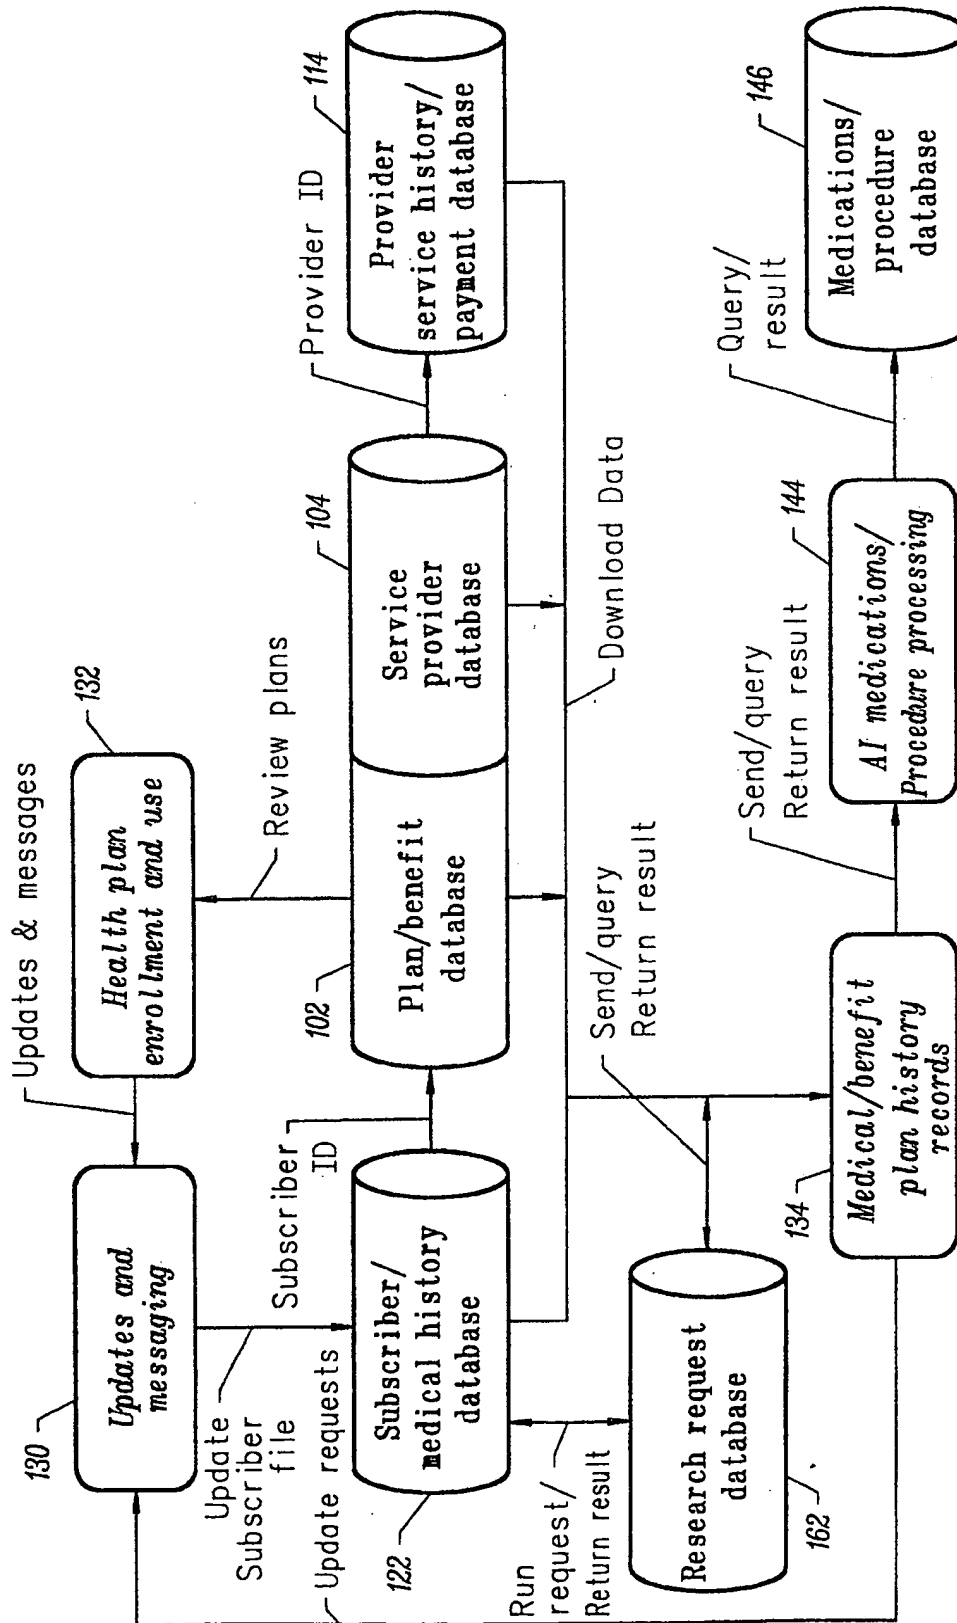 Updates & messages
130
Updates and
messaging
132
Health plan
enrollment and use
Update
Subscriber
file
Review plans
Update requests
122
Subscriber/
medical history
database
Subscriber
ID
102
Plan/benefit
database
104
Service
provider
database
Provider ID
114
Provider
service history/
payment database
Download Data
Run
request/
Return result
162
Research request
database
Send/query
Return result
134
Medical/benefit
plan history
records
Send/query
Return result
144
AI medications/
Procedure processing
Query/
result
146
Medications/
procedure
database